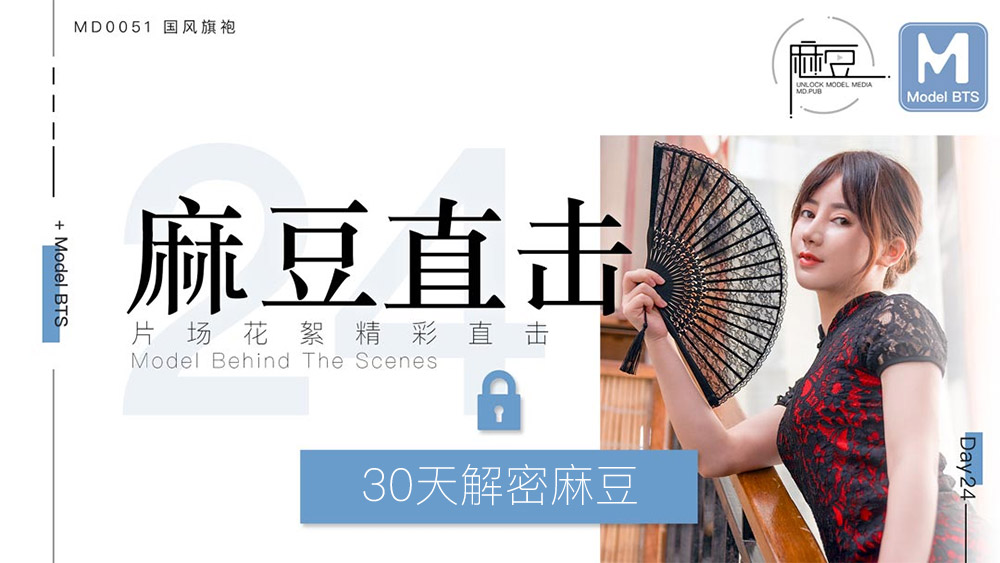 MD0051 国风旗袍
麻豆
UNLOCK MODEL MEDIA
MD.PUB
M
Model BTS
24
麻豆直击
片场花絮精彩直击
Model Behind The Scenes
+ Model BTS
30天解密麻豆
Day24